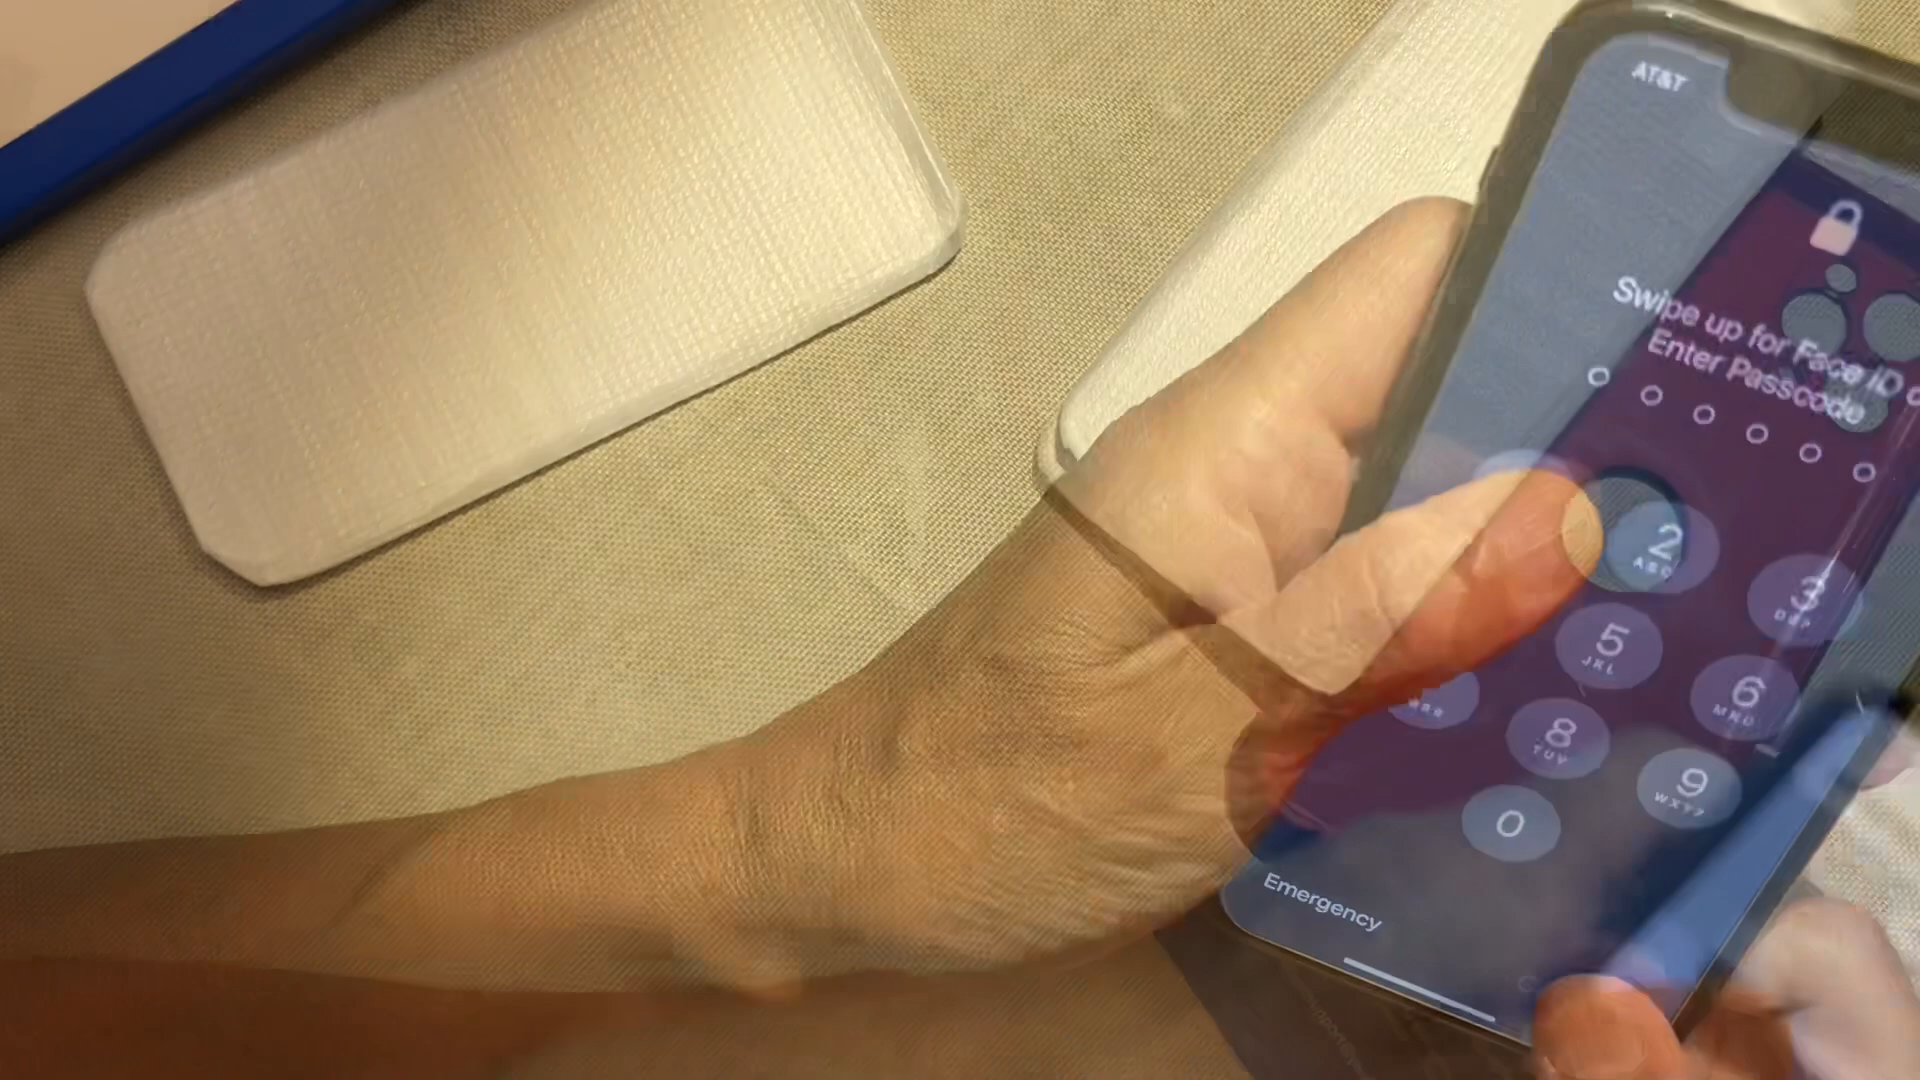 AT&T
Swipe up for Face ID o
Enter Passcode
2
ABC
3
DEF
5
JKL
6
MNO
8
TUV
9
WXYZ
0
Emergency